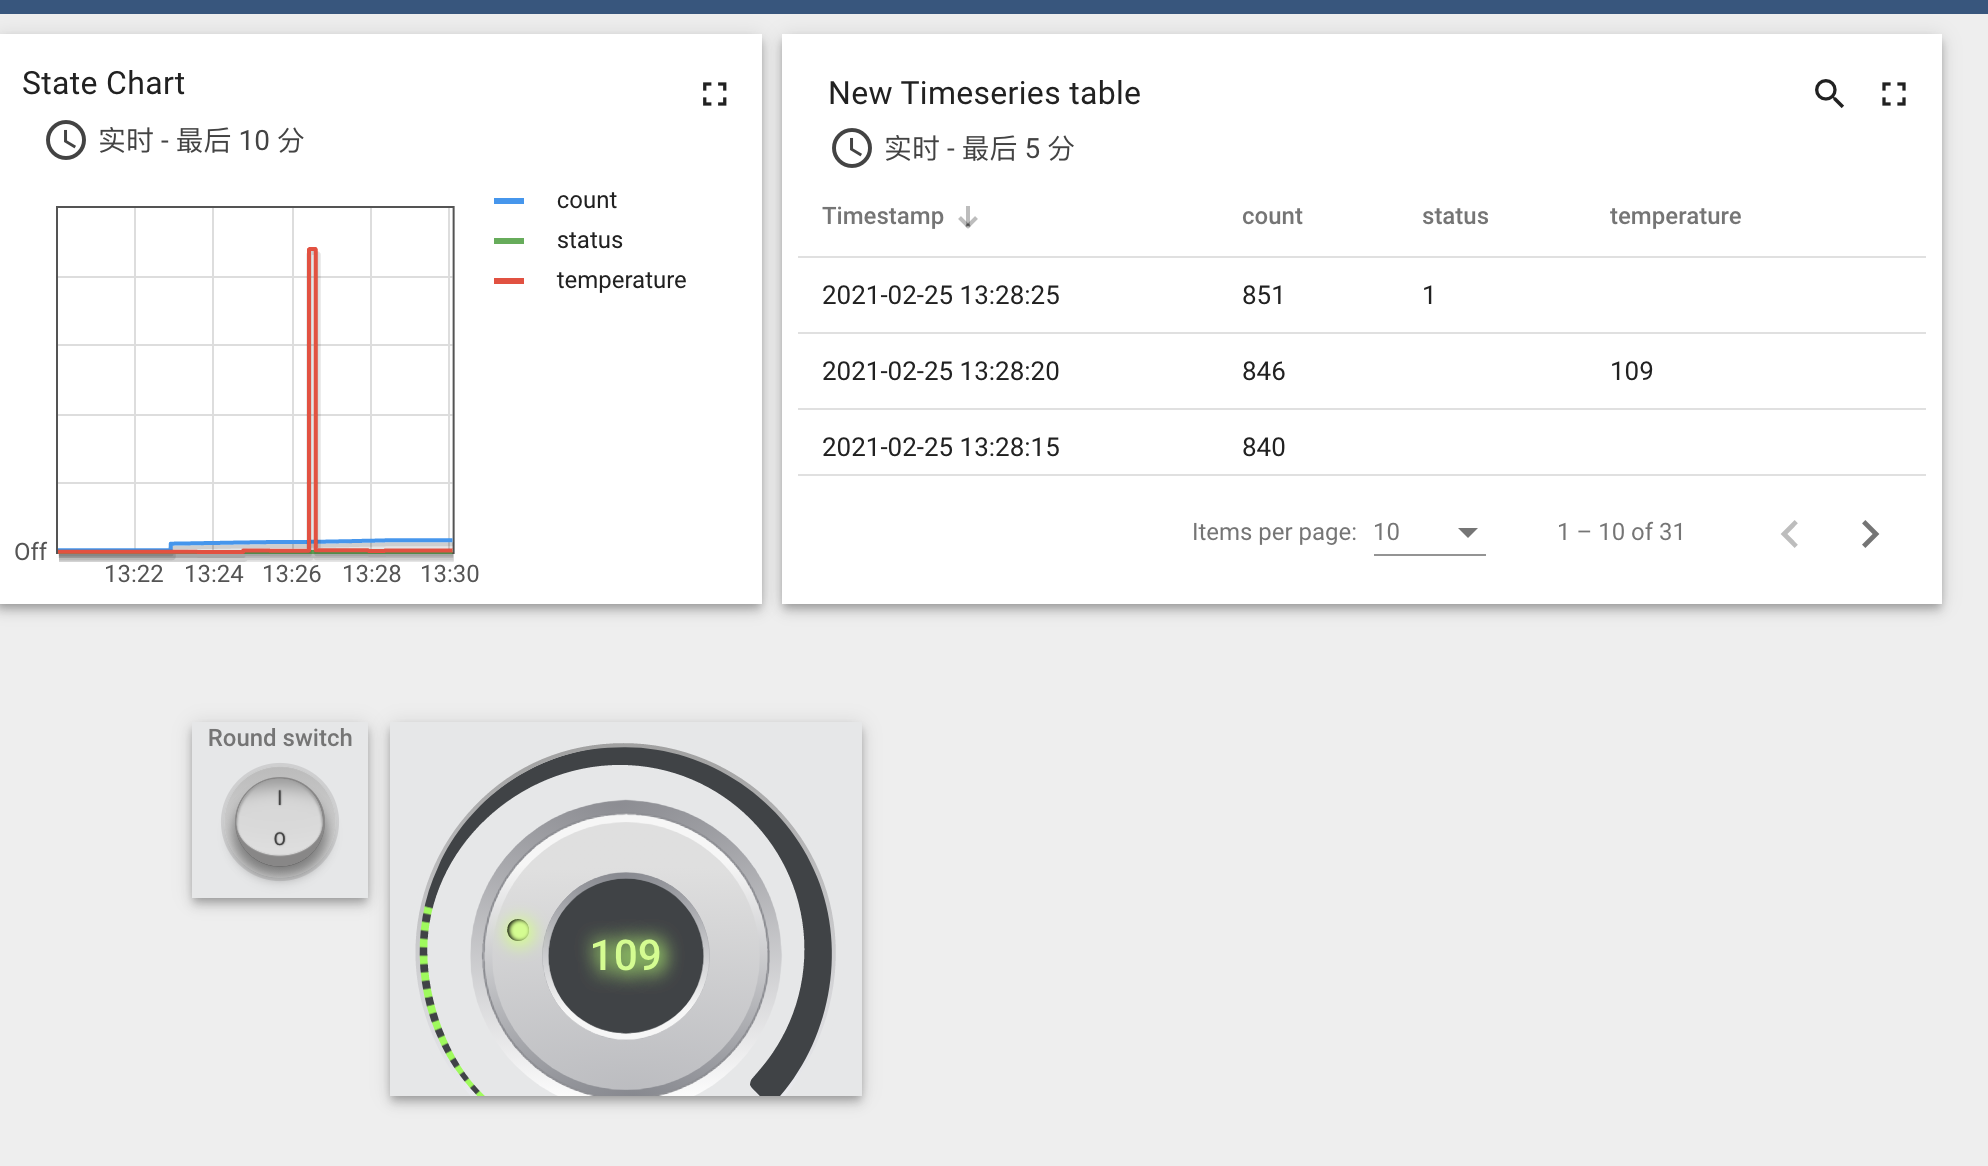 State Chart
实时 - 最后 10 分
count
status
temperature
Off
13:22 13:24 13:26 13:28 13:30
New Timeseries table
实时 - 最后 5 分
Timestamp count status temperature
2021-02-25 13:28:25 851 1
2021-02-25 13:28:20 846 109
2021-02-25 13:28:15 840
Items per page: 10 1 – 10 of 31
Round switch
I
O
109